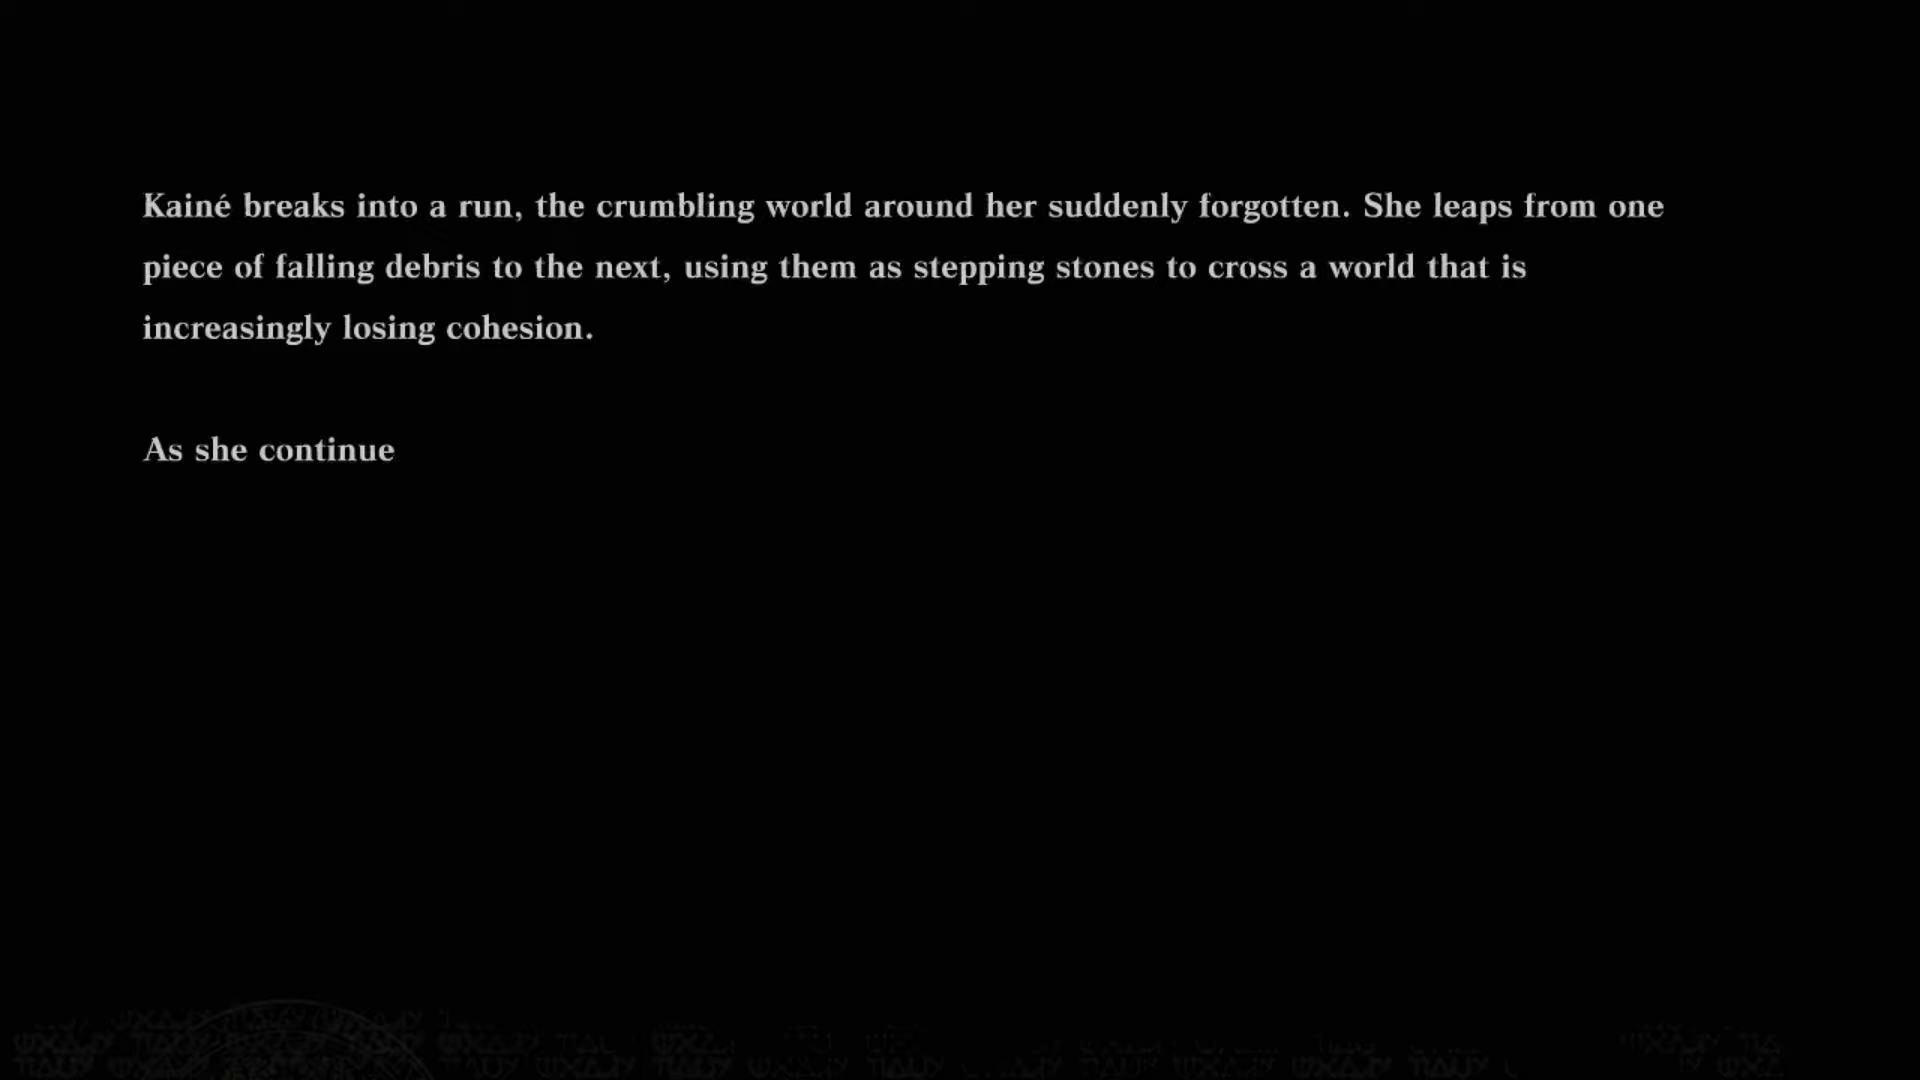 Kainé breaks into a run, the crumbling world around her suddenly forgotten. She leaps from one
piece of falling debris to the next, using them as stepping stones to cross a world that is
increasingly losing cohesion.
As she continue